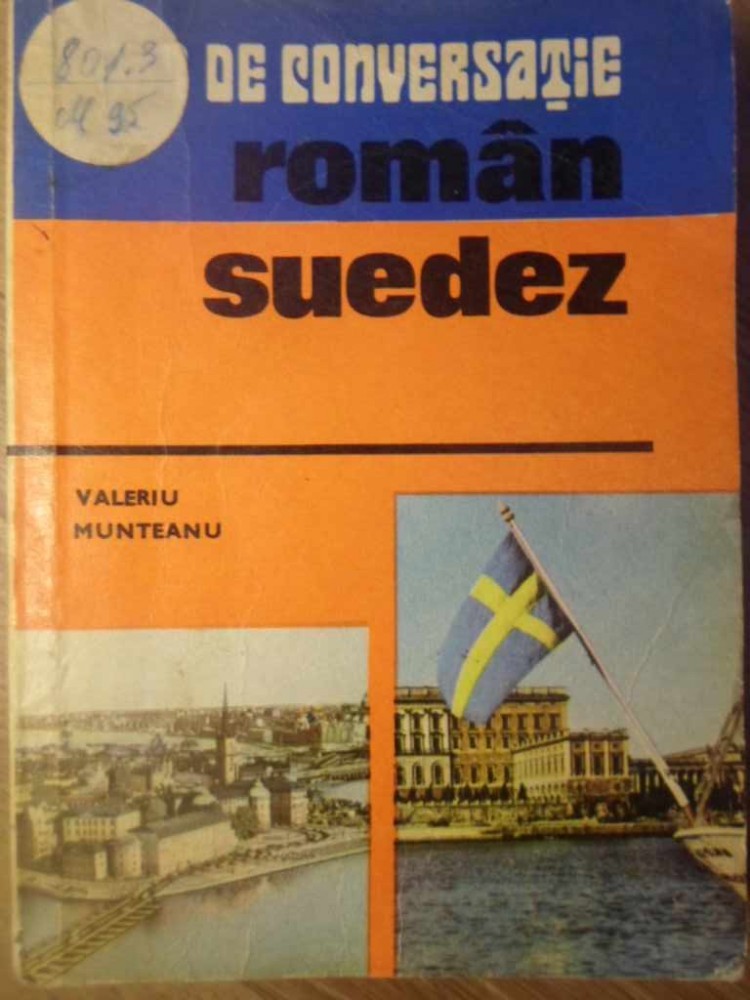 801.3
M 95
DE CONVERSAȚIE
român
suedez
VALERIU
MUNTEANU